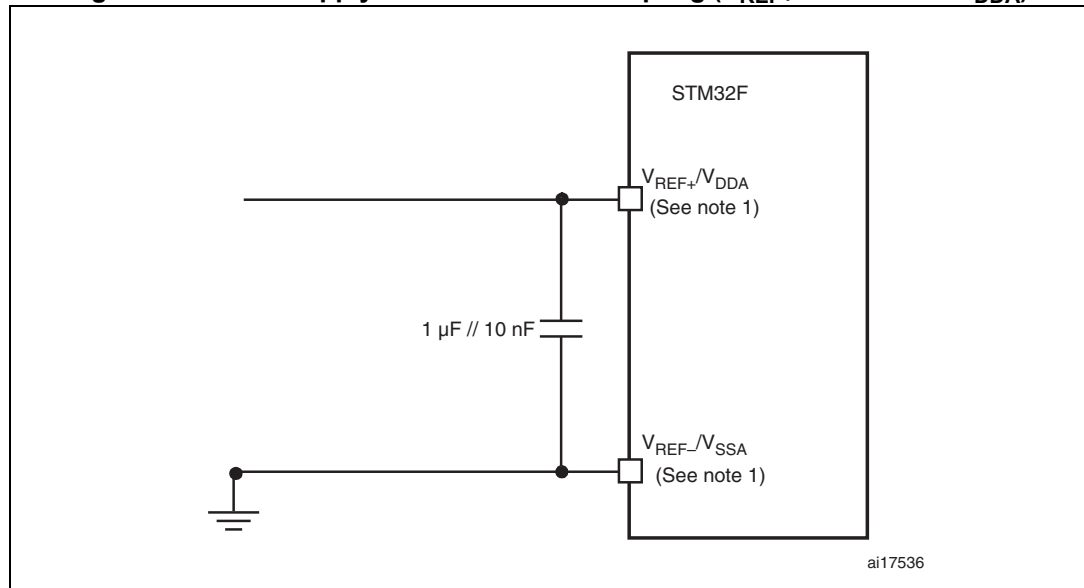 STM32F
VREF+/VDDA
(See note 1)
1 µF // 10 nF
VREF–/VSSA
(See note 1)
ai17536